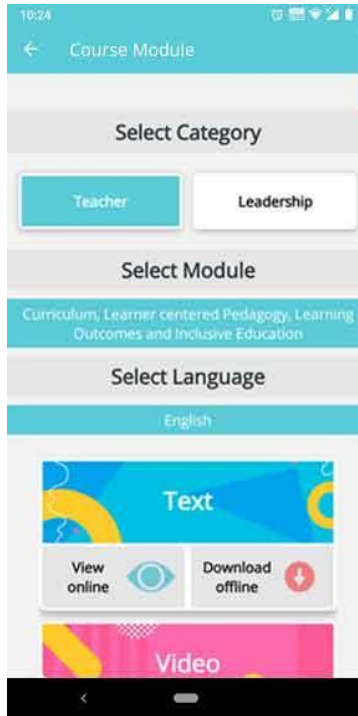 10:24
Course Module
Select Category
Teacher
Leadership
Select Module
Curriculum, Learner centered Pedagogy, Learning
Outcomes and Inclusive Education
Select Language
English
Text
View
online
Download
offline
Video